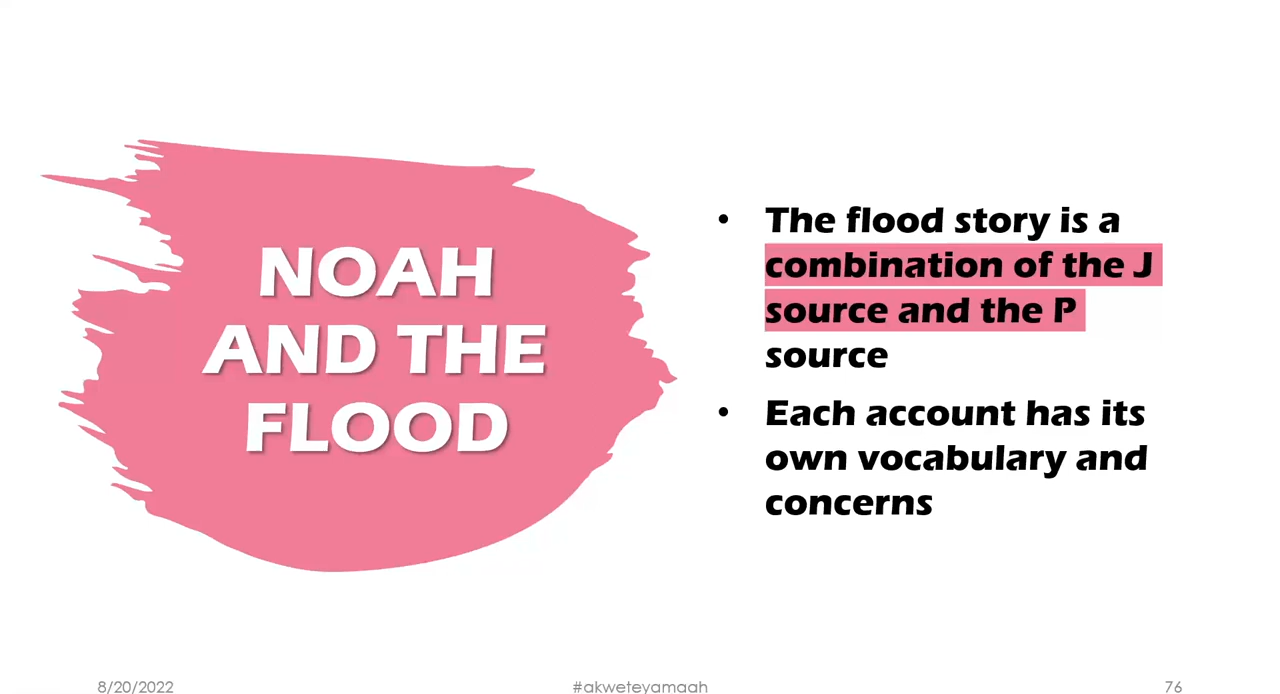 NOAH
AND THE
FLOOD
• The flood story is a
combination of the J
source and the P
source
• Each account has its
own vocabulary and
concerns
8/20/2022
#akweteyamaah
76